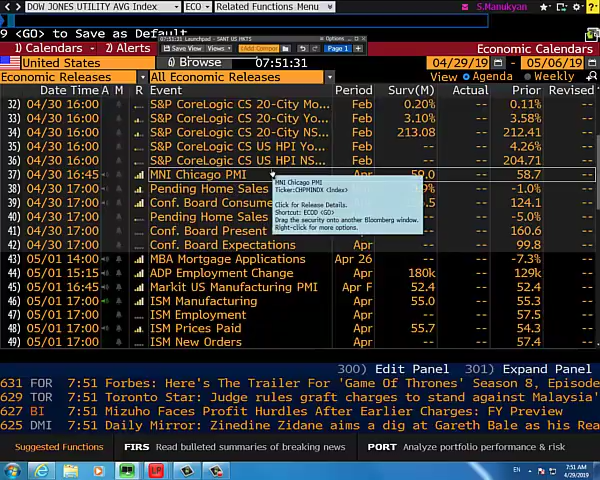 DOW JONES UTILITY AVG Index ECO Related Functions Menu S.Manukyan
9 <GO> to Save as Default
07:51:31 Launchpad - SANT US HKTS Options
Save View Views Add Compon Page 1
1) Calendars 2) Alerts Economic Calendars
United States 6) Browse 07:51:31 04/29/19 - 05/06/19
Economic Releases All Economic Releases View Agenda Weekly
Date Time A M R Event Period Surv(M) Actual Prior Revised
32) 04/30 16:00 S&P CoreLogic CS 20-City Mo... Feb 0.20% -- 0.11% --
33) 04/30 16:00 S&P CoreLogic CS 20-City Yo... Feb 3.10% -- 3.58% --
34) 04/30 16:00 S&P CoreLogic CS 20-City NS... Feb 213.08 -- 212.41 --
35) 04/30 16:00 S&P CoreLogic CS US HPI Yo... Feb -- -- 4.26% --
36) 04/30 16:00 S&P CoreLogic CS US HPI NS... Feb -- -- 204.71 --
37) 04/30 16:45 MNI Chicago PMI Apr 59.0 -- 58.7 --
MNI Chicago PMI
Ticker:CHPMINDX <Index>
Click for Release Details.
Shortcut: ECOD <GO>
Drag the security onto another Bloomberg window.
Right-click for more options.
38) 04/30 17:00 Pending Home Sales .9% -- -1.0% --
39) 04/30 17:00 Conf. Board Consume .5 -- 124.1 --
40) 04/30 17:00 Pending Home Sales -- -5.0% --
41) 04/30 17:00 Conf. Board Present -- 160.6 --
42) 04/30 17:00 Conf. Board Expectations Apr -- -- 99.8 --
43) 05/01 14:00 MBA Mortgage Applications Apr 26 -- -- -7.3% --
44) 05/01 15:15 ADP Employment Change Apr 180k -- 129k --
45) 05/01 16:45 Markit US Manufacturing PMI Apr F 52.4 -- 52.4 --
46) 05/01 17:00 ISM Manufacturing Apr 55.0 -- 55.3 --
47) 05/01 17:00 ISM Employment Apr -- -- 57.5 --
48) 05/01 17:00 ISM Prices Paid Apr 55.7 -- 54.3 --
49) 05/01 17:00 ISM New Orders Apr -- -- 57.4 --
300) Edit Panel 301) Expand Panel
631 FOR 7:51 Forbes: Here's The Trailer For 'Game Of Thrones' Season 8, Episode
629 TOR 7:51 Toronto Star: Judge rules graft charges to stand against Malaysia'
627 BI 7:51 Mizuho Faces Profit Hurdles After Earlier Charges: FY Preview
625 DMI 7:51 Daily Mirror: Zinedine Zidane aims a dig at Gareth Bale as his Rea
Suggested Functions FIRS Read bulleted summaries of breaking news PORT Analyze portfolio performance & risk
EN 7:51 AM
4/29/2019